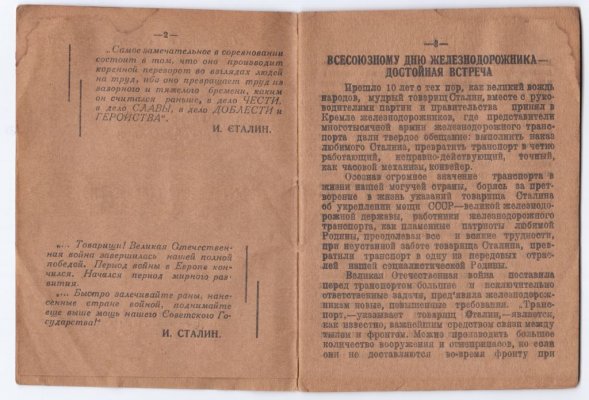 —2—
„Самое замечательное в соревновании
состоит в том, что оно производит
коренной переворот во взглядах людей
на труд, ибо оно превращает труд из
зазорного и тяжелого бремени, каким
он считался раньше, в дело ЧЕСТИ,
в дело СЛАВЫ, в дело ДОБЛЕСТИ и
ГЕРОЙСТВА“.
И. СТАЛИН.
„... Товарищи! Великая Отечествен-
ная война завершилась нашей полной
победой. Период войны в Европе кон-
чился. Начался период мирного раз-
вития.
„... Быстро залечивайте раны, нане-
сенные стране войной, поднимайте
еще выше мощь нашего Советского Го-
сударства!“
И. СТАЛИН.
—3—
ВСЕСОЮЗНОМУ ДНЮ ЖЕЛЕЗНОДОРОЖНИКА—
ДОСТОЙНАЯ ВСТРЕЧА
Прошло 10 лет с тех пор, как великий вождь
народов, мудрый товарищ Сталин, вместе с руко-
водителями партии и правительства принял в
Кремле железнодорожников, где представители
многотысячной армии железнодорожного транс-
порта дали твердое обещание: выполнить наказ
любимого Сталина, превратить транспорт в четко
работающий, исправно-действующий, точный,
как часовой механизм, конвейер.
Осознав огромное значение транспорта в
жизни нашей могучей страны, борясь за прет-
ворение в жизнь указаний товарища Сталина
об укреплении мощи СССР—великой железнодо-
рожной державы, работники железнодорожного
транспорта, как пламенные патриоты любимой
Родины, преодолевая все и всякие трудности,
при неустанной заботе товарища Сталина, превра-
тили транспорт в одну из передовых отрас-
лей нашей социалистической Родины.
Великая Отечественная война поставила
перед транспортом большие и исключительно
ответственные задачи, пред'явила железнодорож-
никам новые, повышенные требования. „Транс-
порт,—указывает товарищ Сталин,—является,
как известно, важнейшим средством связи между
тылом и фронтом. Можно производить большое
количество вооружения и огнеприпасов, но если
они не доставляются во-время фронту при